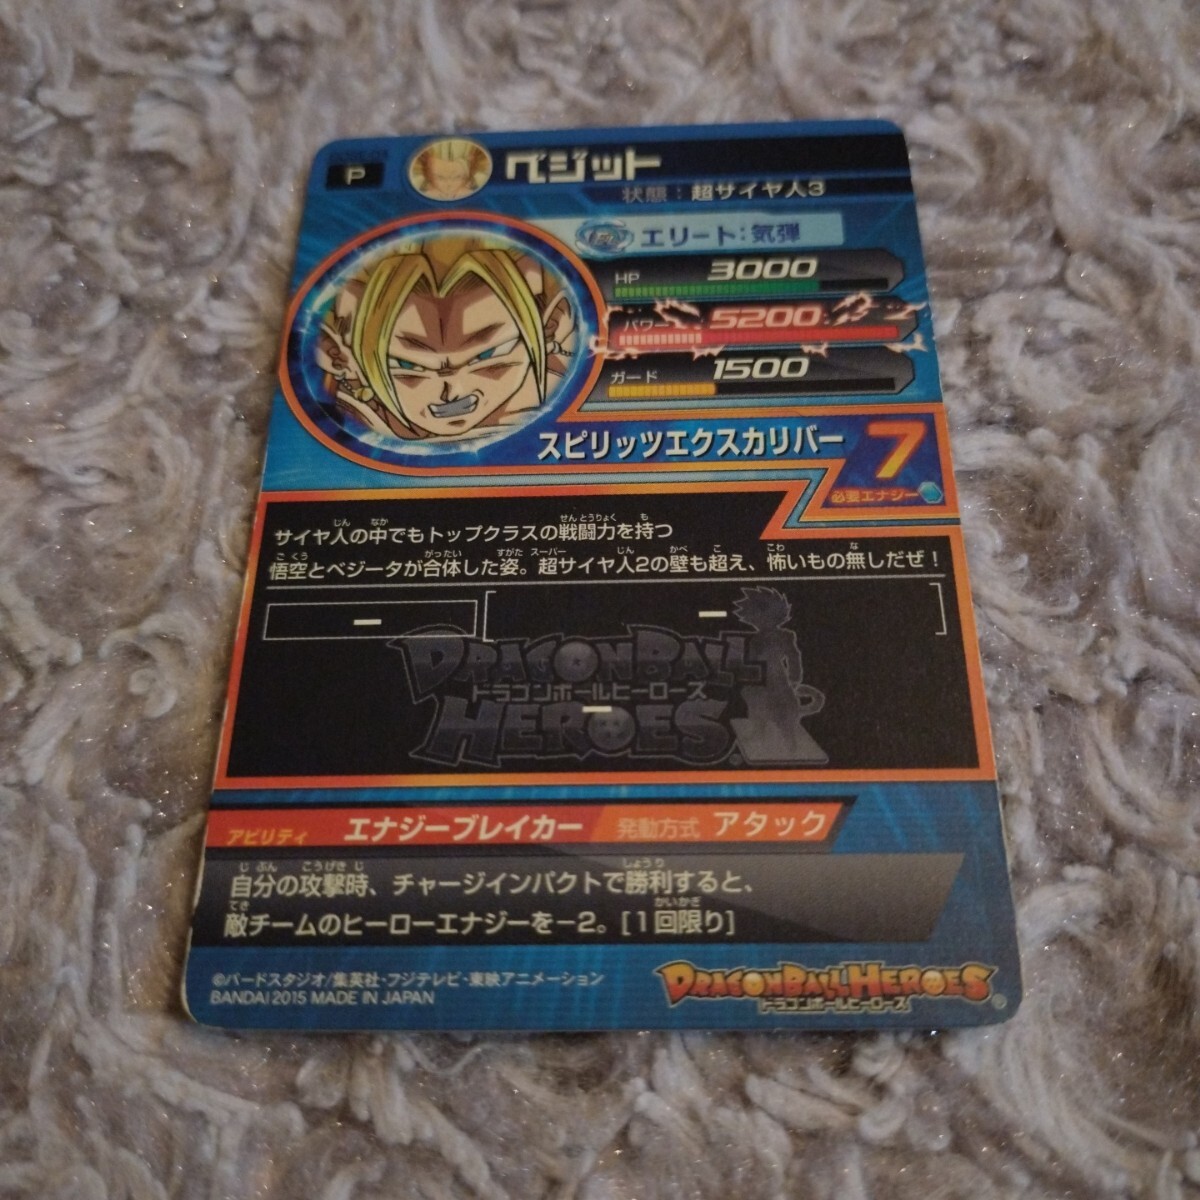 P
ベジット
状態:超サイヤ人3
エリート:気弾
HP 3000
パワー 5200
ガード 1500
スピリッツエクスカリバー
7
必要エナジー
サイヤ人の中でもトップクラスの戦闘力を持つ
悟空とベジータが合体した姿。超サイヤ人2の壁も超え、怖いもの無しだぜ!
ー ー
DRAGON BALL
ドラゴンボールヒーローズ
HEROES
ー
アビリティ エナジーブレイカー 発動方式 アタック
自分の攻撃時、チャージインパクトで勝利すると、
敵チームのヒーローエナジーを−2。[1回限り]
©バードスタジオ/集英社・フジテレビ・東映アニメーション
BANDAI 2015 MADE IN JAPAN
DRAGON BALL HEROES
ドラゴンボールヒーローズ